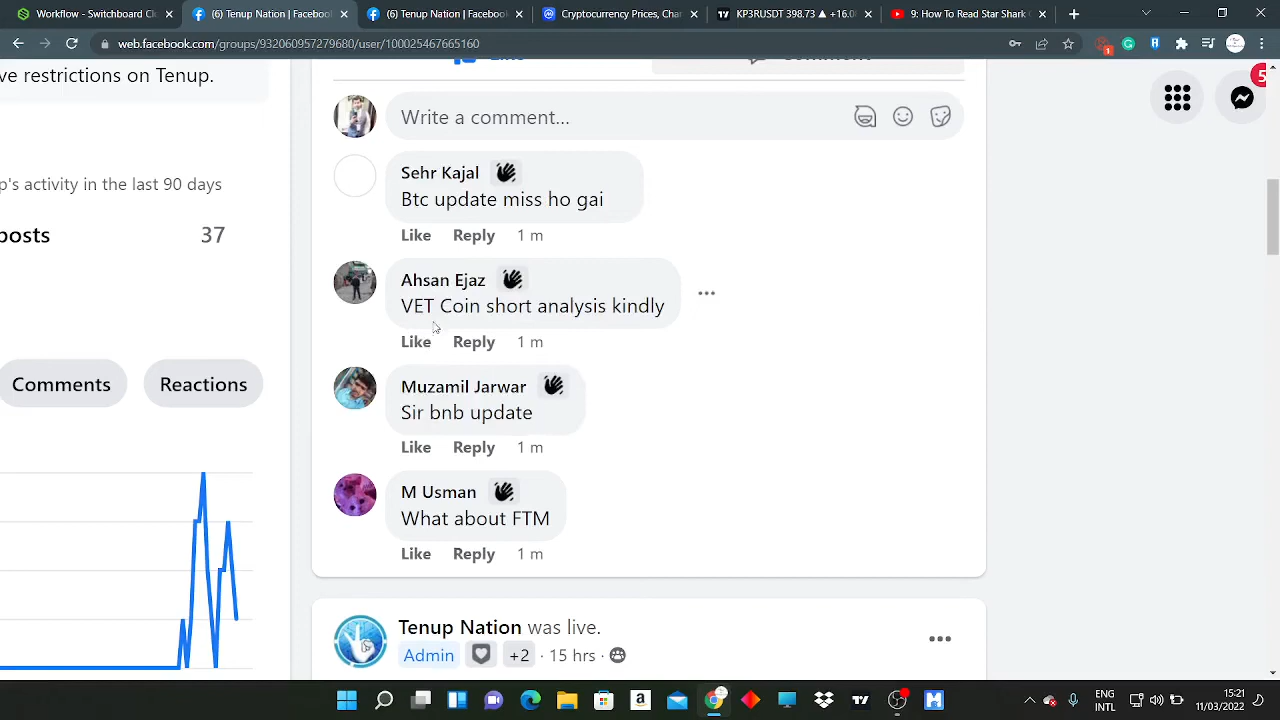 Workflow - Switchboard Cl
(6) Tenup Nation | Facebook
(6) Tenup Nation | Facebook
Cryptocurrency Prices, Char
KP3RUSDT 398.73 ▲ +16.0
9: How To Read Star Shark
web.facebook.com/groups/932060957279680/user/100025467665160
ve restrictions on Tenup.
Write a comment...
5
Sehr Kajal
Btc update miss ho gai
Like Reply 1 m
p's activity in the last 90 days
posts 37
Ahsan Ejaz
VET Coin short analysis kindly
Like Reply 1 m
Comments Reactions
Muzamil Jarwar
Sir bnb update
Like Reply 1 m
M Usman
What about FTM
Like Reply 1 m
Tenup Nation was live.
Admin +2 · 15 hrs ·
ENG
INTL
15:21
11/03/2022